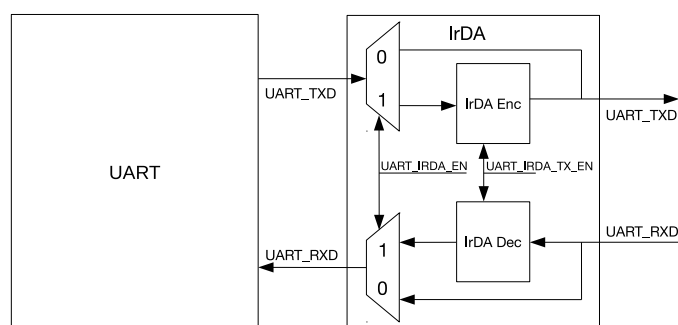 IrDA
0
1
UART_TXD
IrDA Enc
UART_TXD
UART
UART_IRDA_EN
UART_IRDA_TX_EN
UART_RXD
1
0
IrDA Dec
UART_RXD